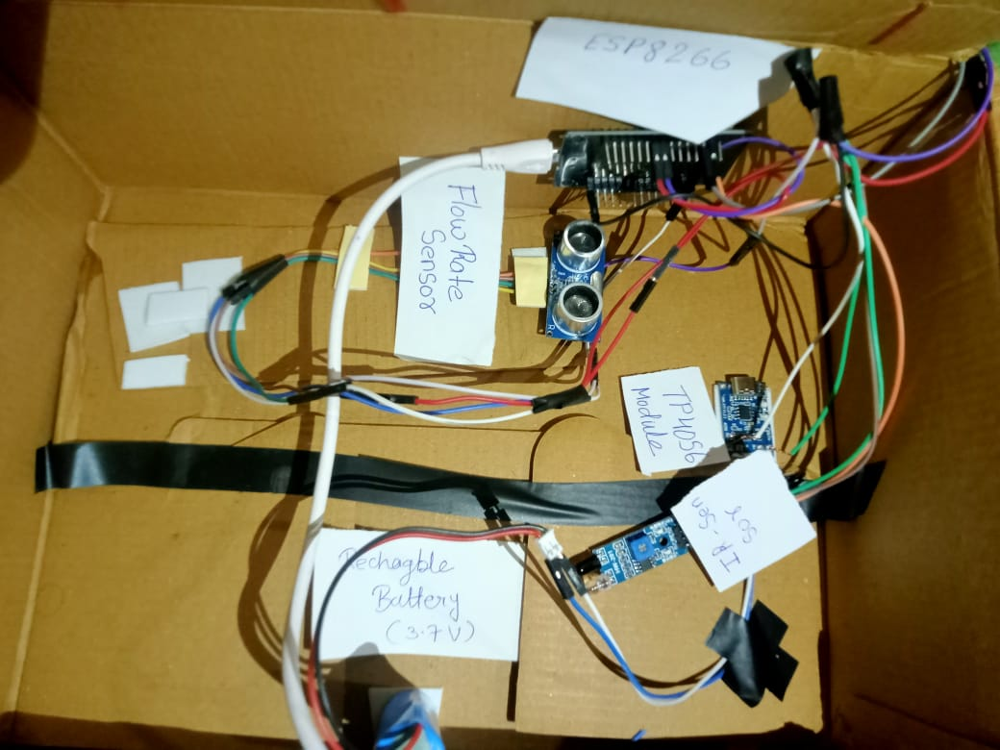 ESP8266
Flow Rate
Sensor
TP4056
Module
IR-Sen
sor
Rechagble
Battery
(3.7V)